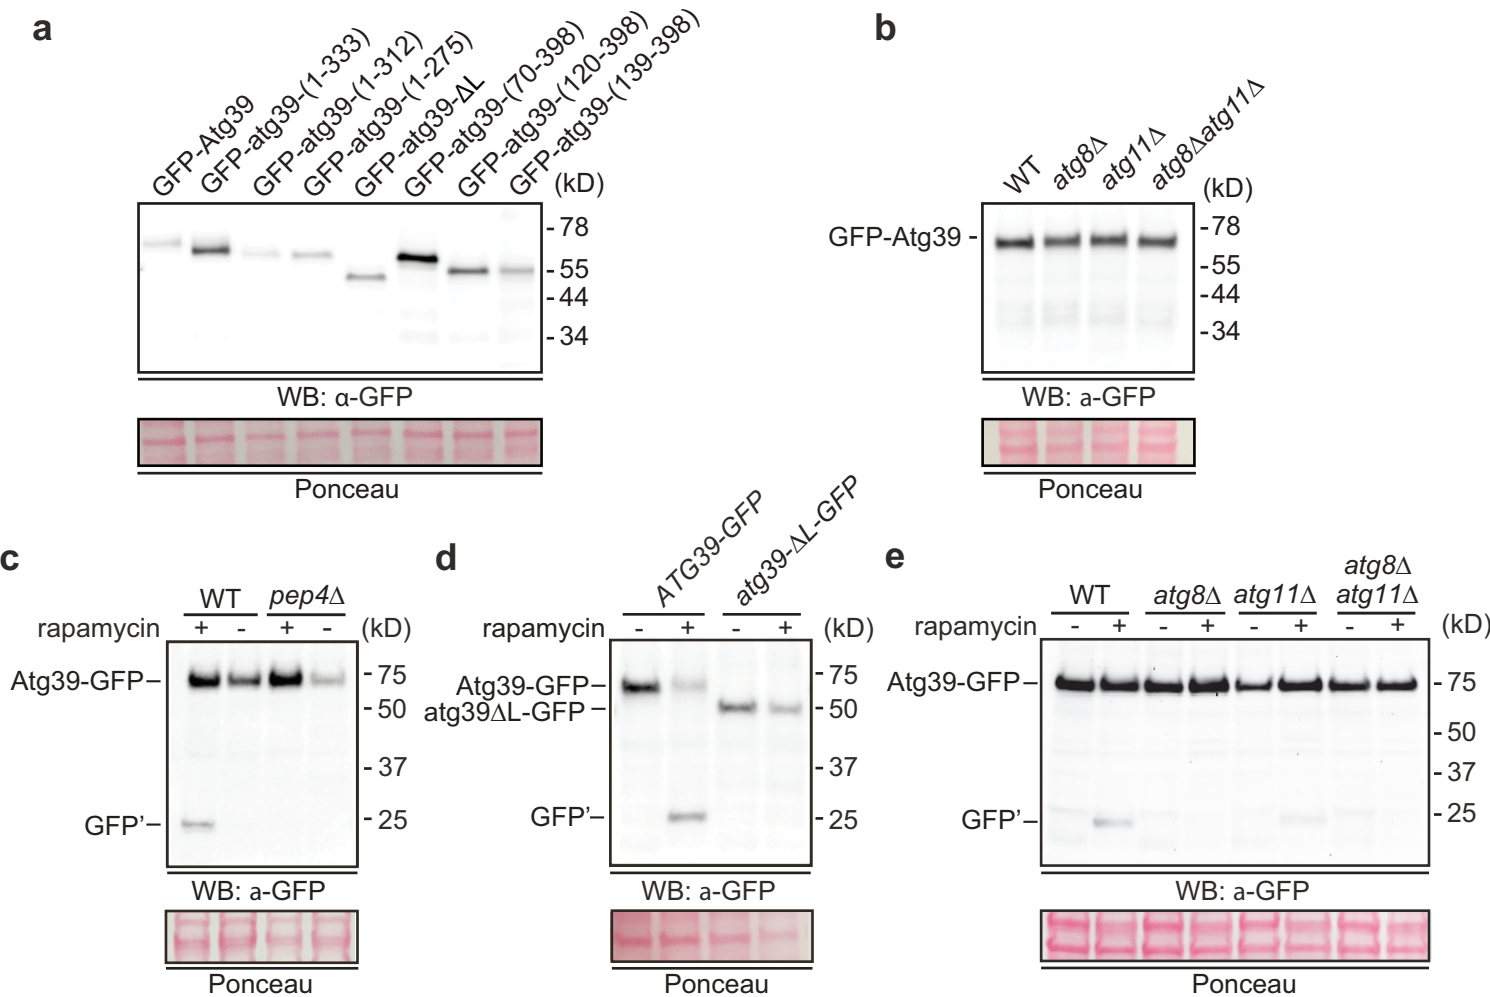 a
GFP-Atg39
GFP-atg39-(1-333)
GFP-atg39-(1-312)
GFP-atg39-(1-275)
GFP-atg39-ΔL
GFP-atg39-(70-398)
GFP-atg39-(120-398)
GFP-atg39-(139-398)
(kD)
-78
-55
-44
-34
WB: α-GFP
Ponceau
b
WT
atg8Δ
atg11Δ
atg8Δatg11Δ
(kD)
GFP-Atg39 -
-78
-55
-44
-34
WB: a-GFP
Ponceau
c
WT pep4Δ
rapamycin + - + - (kD)
Atg39-GFP–
GFP’–
-75
-50
-37
-25
WB: a-GFP
Ponceau
d
ATG39-GFP
atg39-ΔL-GFP
rapamycin - + - + (kD)
Atg39-GFP–
atg39ΔL-GFP –
GFP’–
-75
-50
-37
-25
WB: a-GFP
Ponceau
e
WT atg8Δ atg11Δ atg8Δ
atg11Δ
rapamycin - + - + - + - + (kD)
Atg39-GFP–
GFP’–
-75
-50
-37
-25
WB: a-GFP
Ponceau